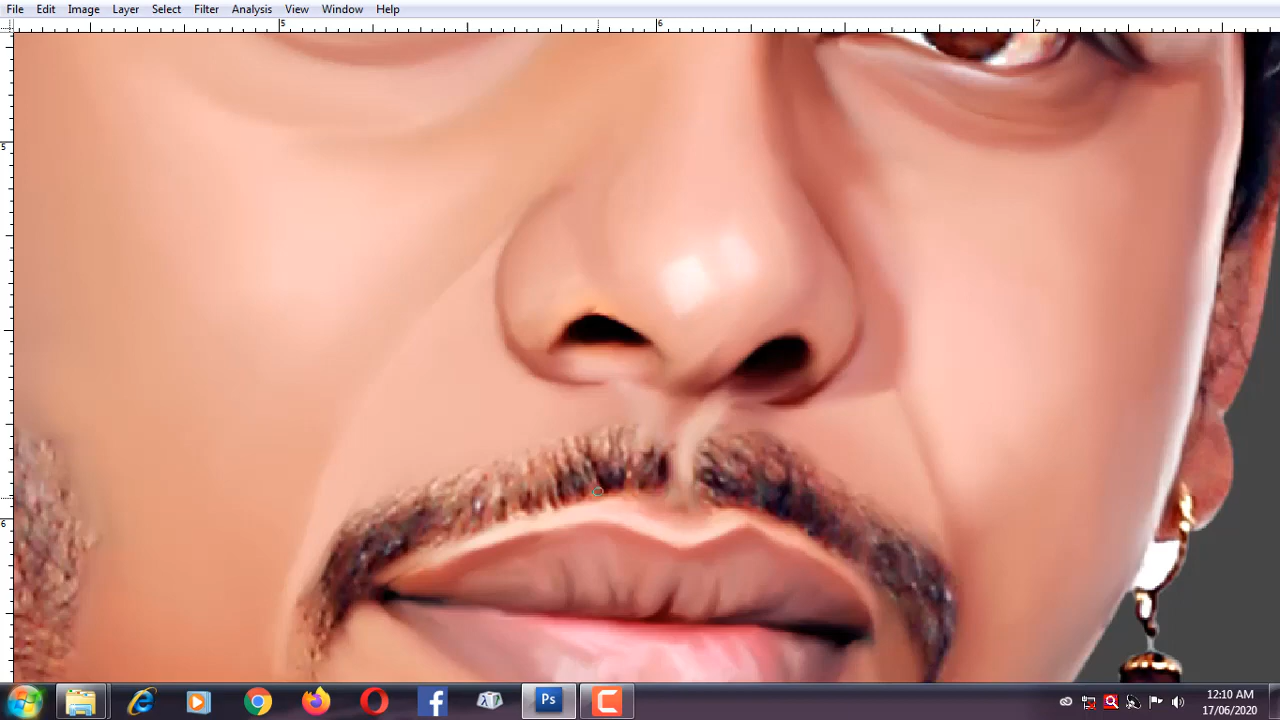 File Edit Image Layer Select Filter Analysis View Window Help
5 6 7
5
6
Ps
12:10 AM
17/06/2020